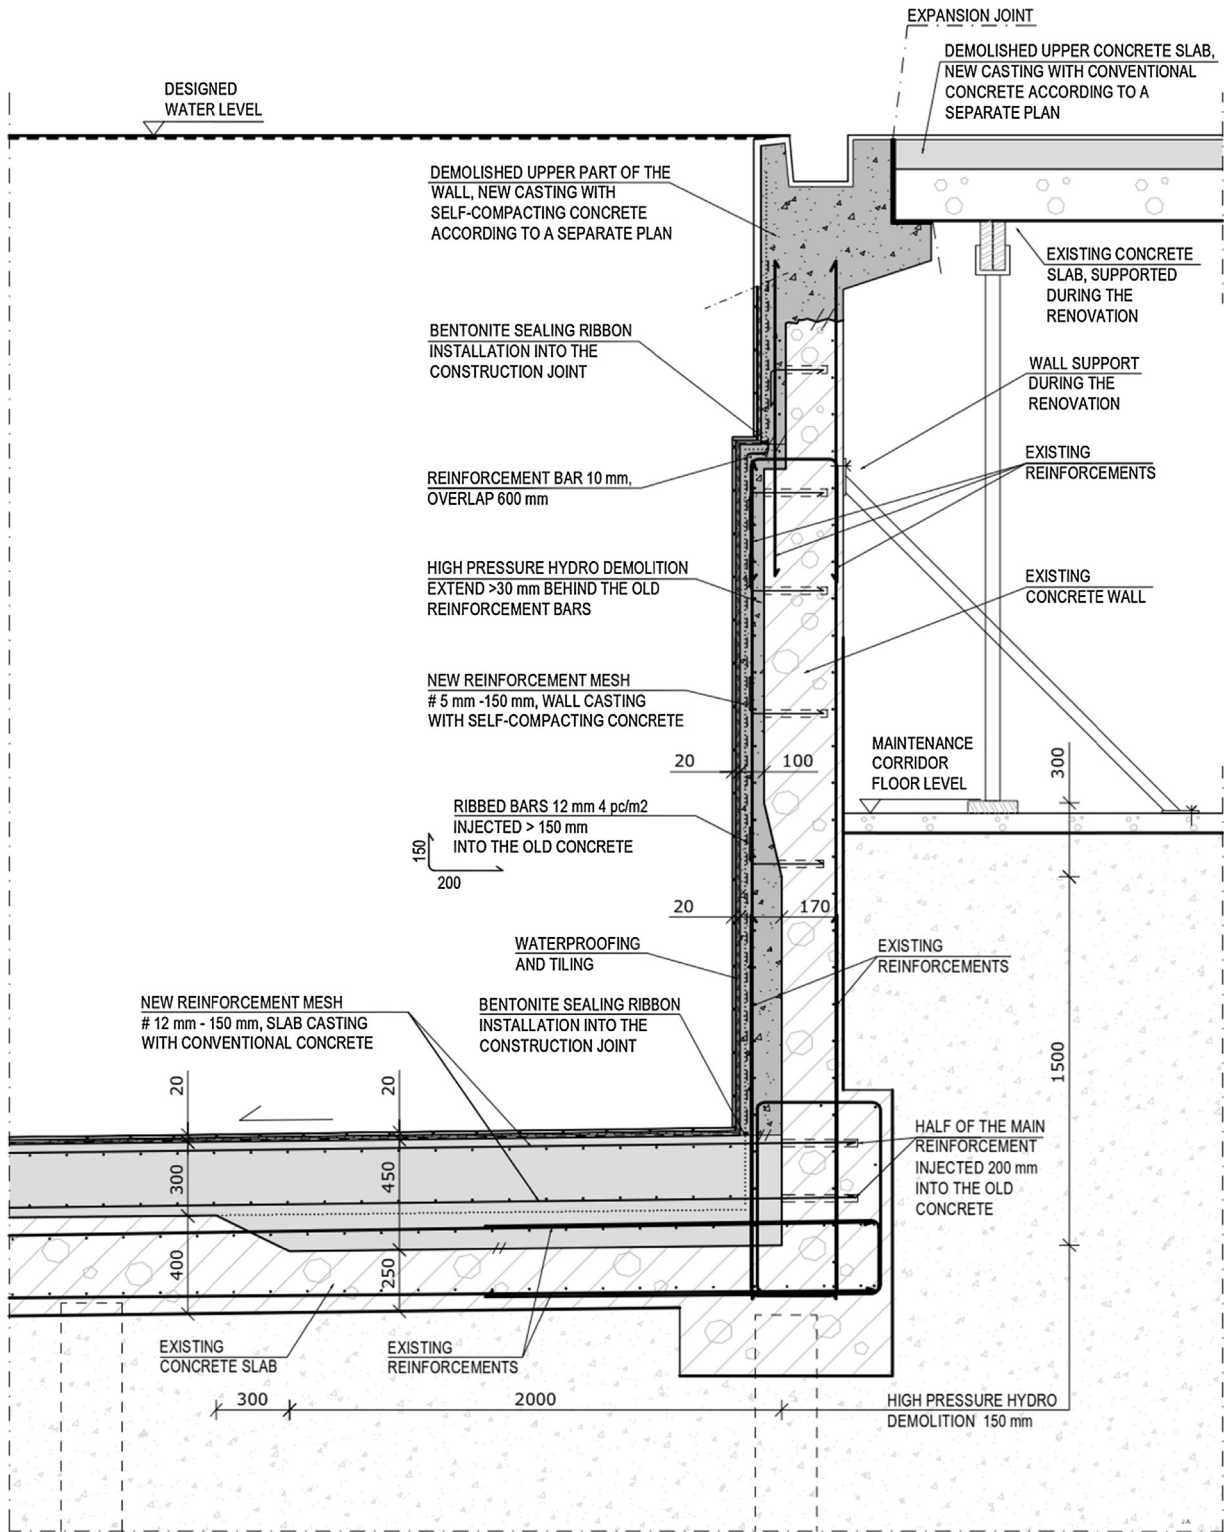 EXPANSION JOINT
DEMOLISHED UPPER CONCRETE SLAB,
NEW CASTING WITH CONVENTIONAL
CONCRETE ACCORDING TO A
SEPARATE PLAN
DESIGNED
WATER LEVEL
DEMOLISHED UPPER PART OF THE
WALL, NEW CASTING WITH
SELF-COMPACTING CONCRETE
ACCORDING TO A SEPARATE PLAN
EXISTING CONCRETE
SLAB, SUPPORTED
DURING THE
RENOVATION
BENTONITE SEALING RIBBON
INSTALLATION INTO THE
CONSTRUCTION JOINT
WALL SUPPORT
DURING THE
RENOVATION
EXISTING
REINFORCEMENTS
REINFORCEMENT BAR 10 mm,
OVERLAP 600 mm
HIGH PRESSURE HYDRO DEMOLITION
EXTEND >30 mm BEHIND THE OLD
REINFORCEMENT BARS
EXISTING
CONCRETE WALL
NEW REINFORCEMENT MESH
# 5 mm -150 mm, WALL CASTING
WITH SELF-COMPACTING CONCRETE
MAINTENANCE
CORRIDOR
FLOOR LEVEL
20
100
300
RIBBED BARS 12 mm 4 pc/m2
INJECTED > 150 mm
INTO THE OLD CONCRETE
150
200
20
170
WATERPROOFING
AND TILING
EXISTING
REINFORCEMENTS
NEW REINFORCEMENT MESH
# 12 mm - 150 mm, SLAB CASTING
WITH CONVENTIONAL CONCRETE
BENTONITE SEALING RIBBON
INSTALLATION INTO THE
CONSTRUCTION JOINT
1500
20
20
HALF OF THE MAIN
REINFORCEMENT
INJECTED 200 mm
INTO THE OLD
CONCRETE
300
450
400
250
EXISTING
CONCRETE SLAB
EXISTING
REINFORCEMENTS
300
2000
HIGH PRESSURE HYDRO
DEMOLITION 150 mm